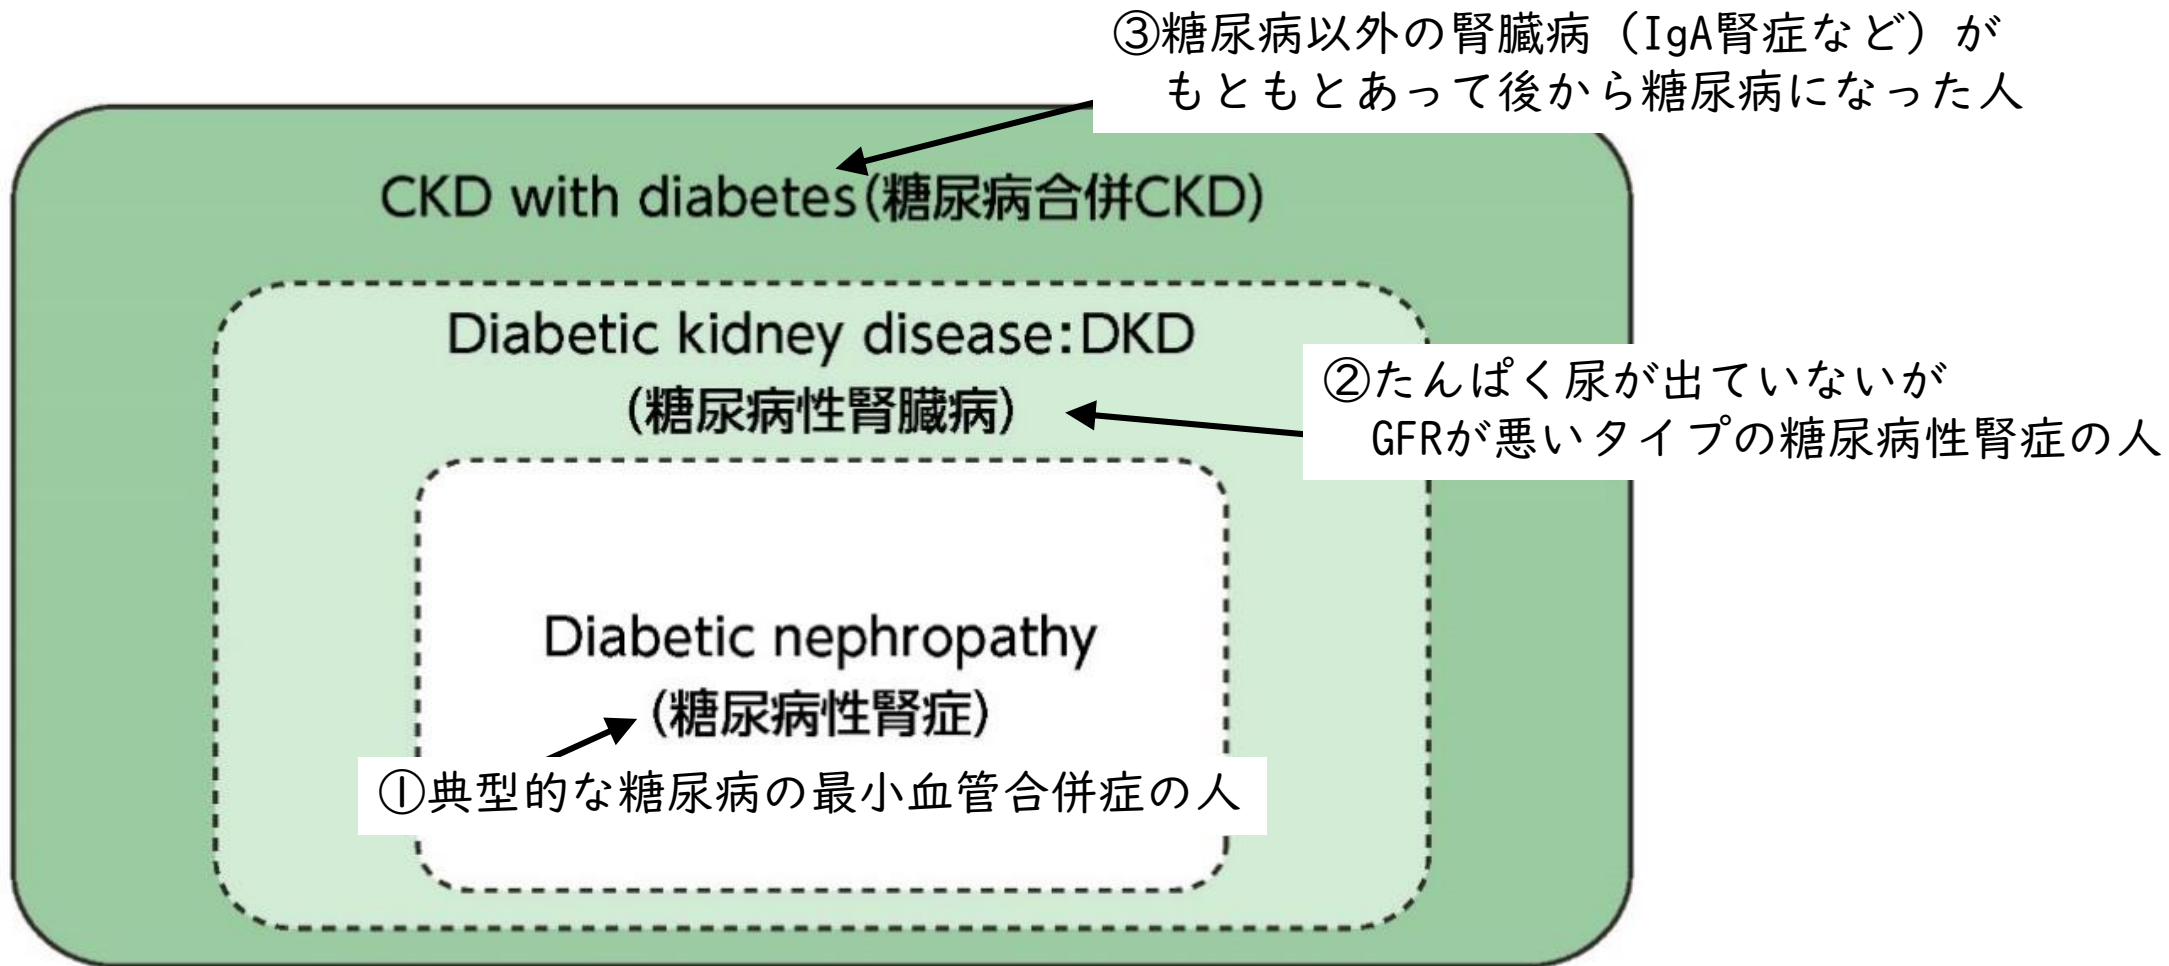 ③糖尿病以外の腎臓病（IgA腎症など）が
もともとあって後から糖尿病になった人
CKD with diabetes(糖尿病合併CKD)
Diabetic kidney disease:DKD
(糖尿病性腎臓病)
②たんぱく尿が出ていないが
GFRが悪いタイプの糖尿病性腎症の人
Diabetic nephropathy
(糖尿病性腎症)
①典型的な糖尿病の最小血管合併症の人